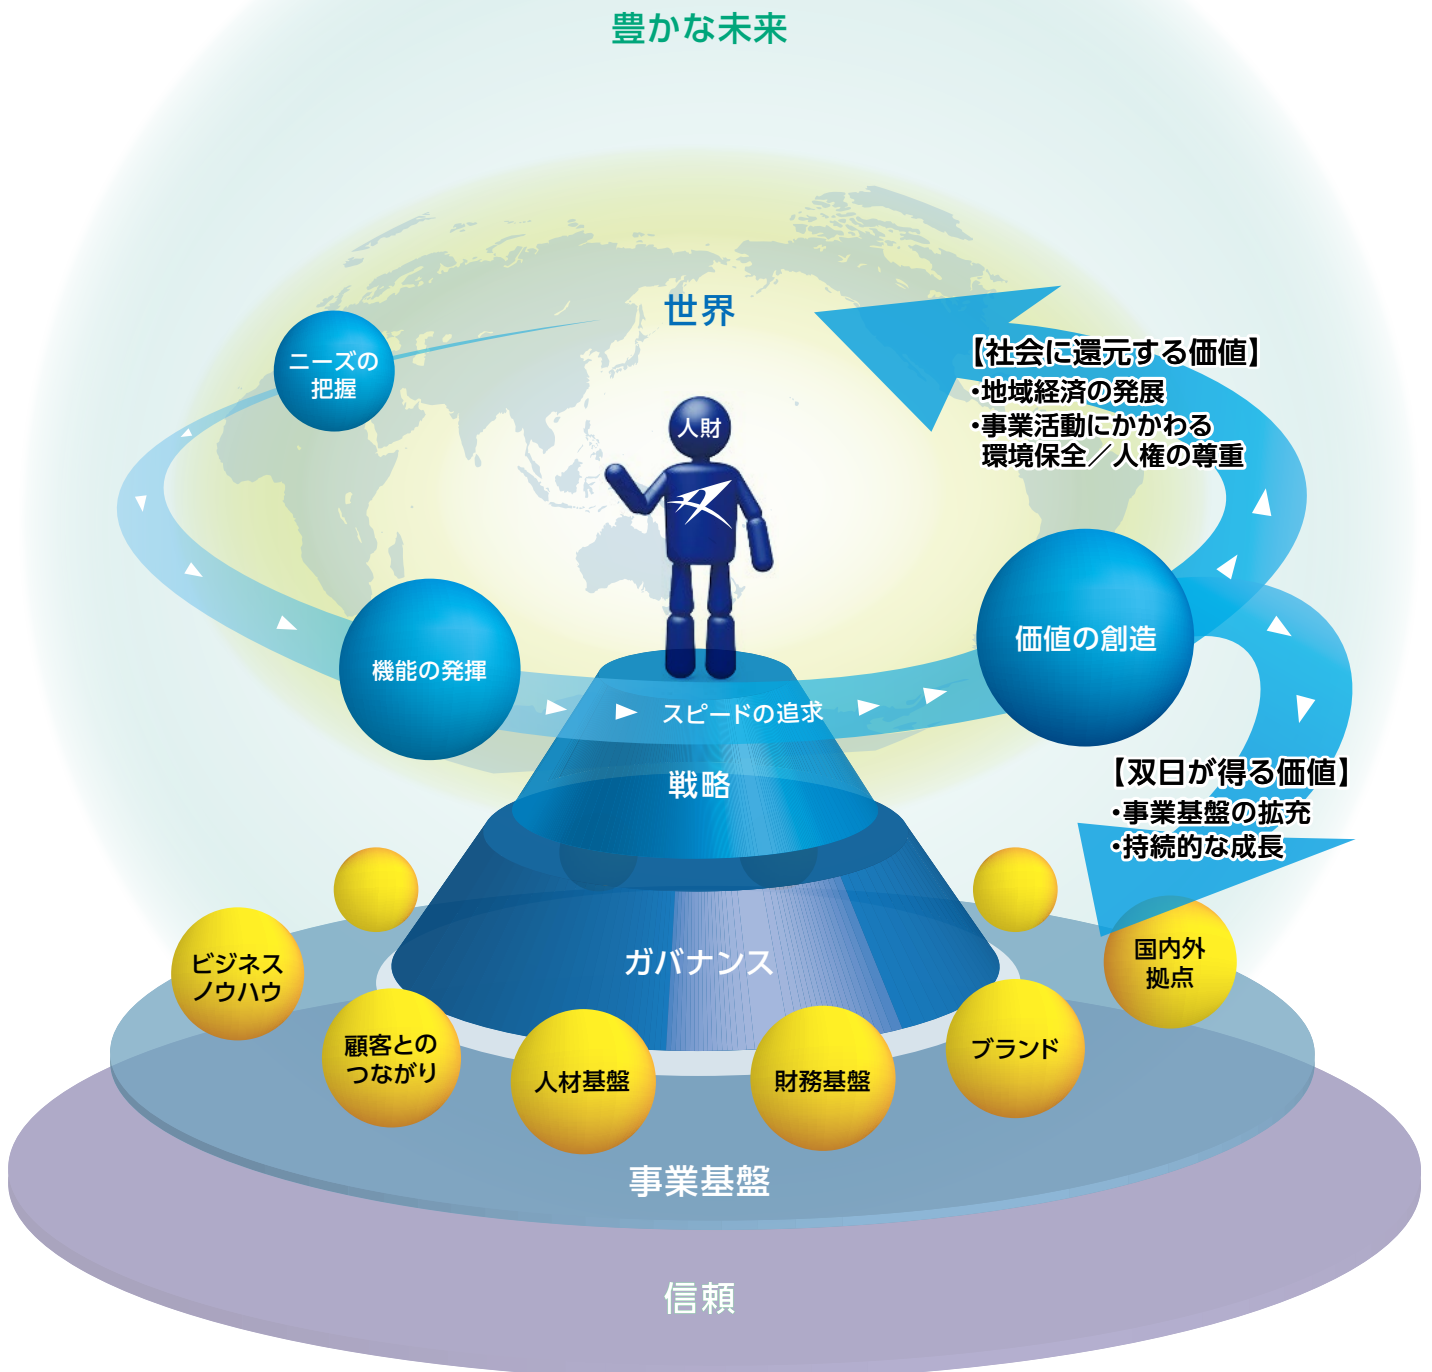 豊かな未来
世界
ニーズの
把握
【社会に還元する価値】
・地域経済の発展
・事業活動にかかわる
環境保全／人権の尊重
人財
機能の発揮
価値の創造
スピードの追求
戦略
【双日が得る価値】
・事業基盤の拡充
・持続的な成長
ガバナンス
ビジネス
ノウハウ
顧客との
つながり
人材基盤
財務基盤
ブランド
国内外
拠点
事業基盤
信頼